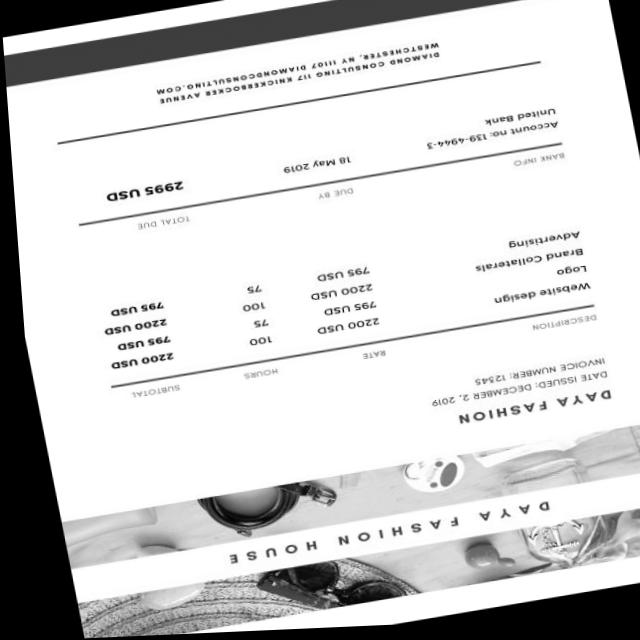 DAYA FASHION HOUSE
DAYA FASHION
DATE ISSUED: DECEMBER 2, 2019
INVOICE NUMBER: 12345
DESCRIPTION RATE HOURS SUBTOTAL
Website design 2200 USD 100 2200 USD
Logo 795 USD 75 795 USD
Brand Collaterals 2200 USD 100 2200 USD
Advertising 795 USD 75 795 USD
BANK INFO DUE BY TOTAL DUE
Account no: 139-4944-3 18 May 2019 2995 USD
United Bank
DIAMOND CONSULTING 117 KNICKERBOCKER AVENUE
WESTCHESTER, NY 11107 DIAMONDCONSULTING.COM